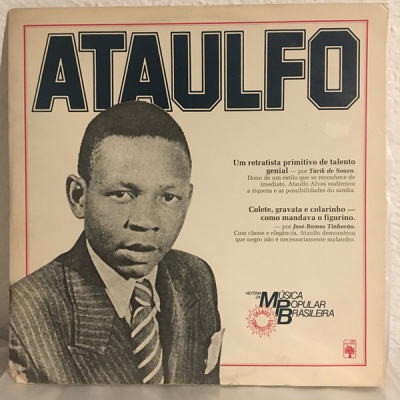 ATAULFO
Um retratista primitivo de talento
genial — por Tárik de Souza.
Dono de um estilo que se reconhece de
imediato, Ataulfo Alves reafirmou
a riqueza e as possibilidades do samba.
Colete, gravata e colarinho —
como mandava o figurino.
— por José Ramos Tinhorão.
Com classe e elegância, Ataulfo demonstrou
que negro não é necessariamente malandro.
HISTÓRIA DA
MÚSICA
POPULAR
BRASILEIRA